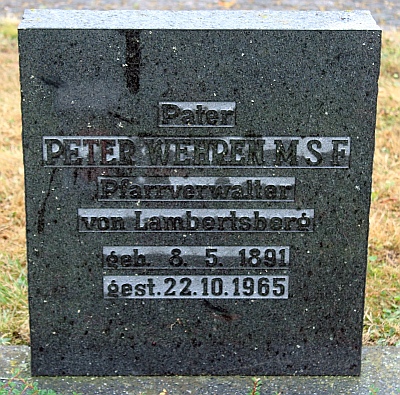 Pater
PETER WEHREN M S F
Pfarrverwalter
von Lambertsberg
geb. 8. 5. 1891
gest. 22.10.1965